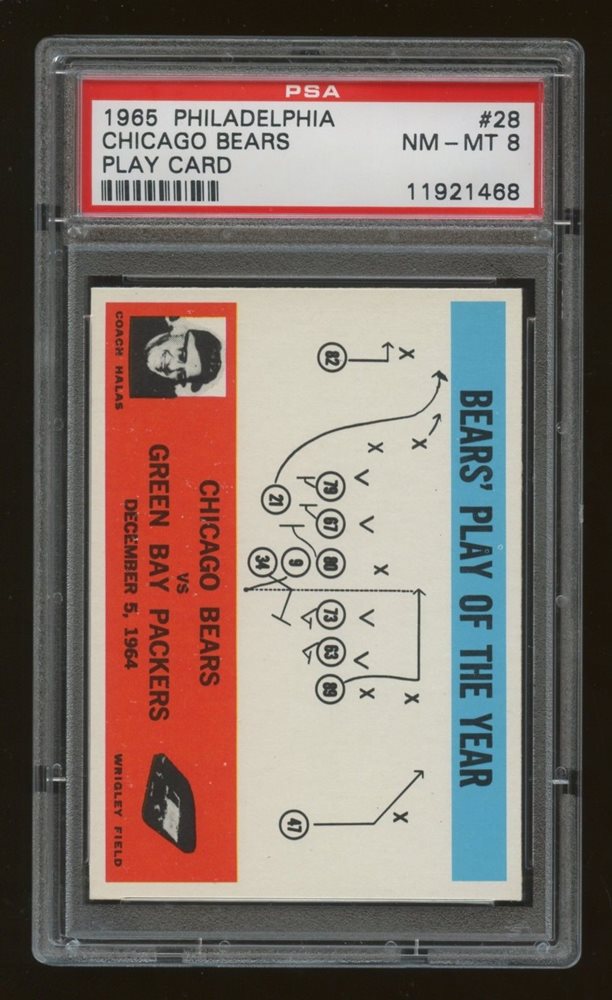 PSA
1965 PHILADELPHIA #28
CHICAGO BEARS NM - MT 8
PLAY CARD
11921468
BEARS' PLAY OF THE YEAR
82
X
X
X
21
79
67
80
X
9
34
73
63
89
X
X
47
X
COACH HALAS
CHICAGO BEARS
VS
GREEN BAY PACKERS
DECEMBER 5, 1964
WRIGLEY FIELD